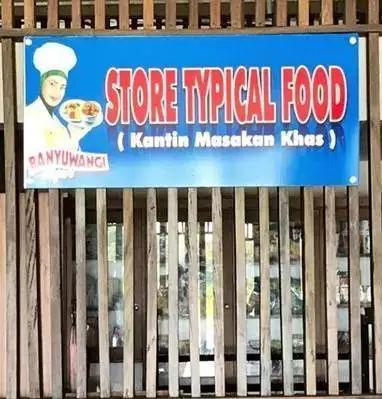 STORE TYPICAL FOOD
( Kantin Masakan Khas )
BANYUWANGI